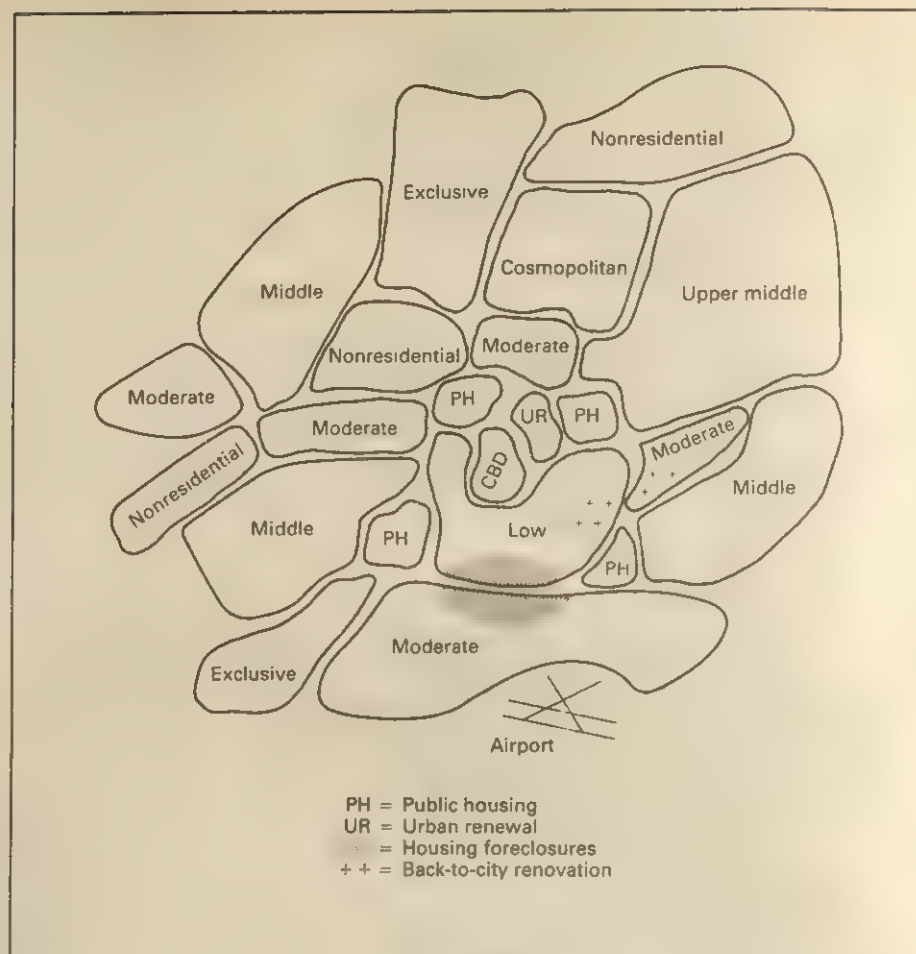 Nonresidential
Exclusive
Cosmopolitan
Middle
Upper middle
Nonresidential
Moderate
Moderate
PH
UR
PH
Moderate
Moderate
CBD
Nonresidential
Middle
Middle
Low
PH
PH
Moderate
Exclusive
Airport
PH = Public housing
UR = Urban renewal
= Housing foreclosures
+ + = Back-to-city renovation